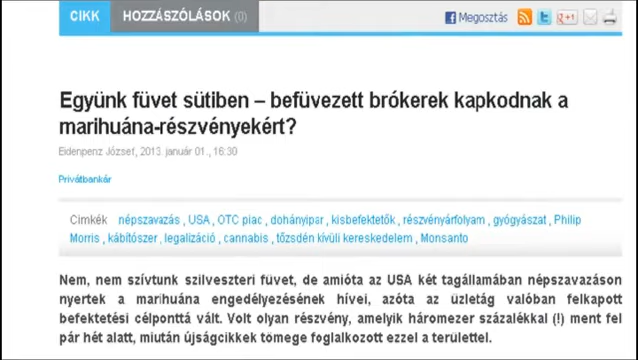 CIKK HOZZÁSZÓLÁSOK (0) Megosztás +1
Együnk füvet sütiben – befüvezett brókerek kapkodnak a
marihuána-részvényekért?
Eidenpenz József, 2013. január 01., 16:30
Privátbankár
Címkék népszavazás , USA , OTC piac , dohányipar , kisbefektetők , részvényárfolyam , gyógyászat , Philip
Morris , kábítószer , legalizáció , cannabis , tőzsdén kívüli kereskedelem , Monsanto
Nem, nem szívtunk szilveszteri füvet, de amióta az USA két tagállamában népszavazáson
nyertek a marihuána engedélyezésének hívei, azóta az üzletág valóban felkapott
befektetési célponttá vált. Volt olyan részvény, amelyik háromezer százalékkal (!) ment fel
pár hét alatt, miután újságcikkek tömege foglalkozott ezzel a területtel.